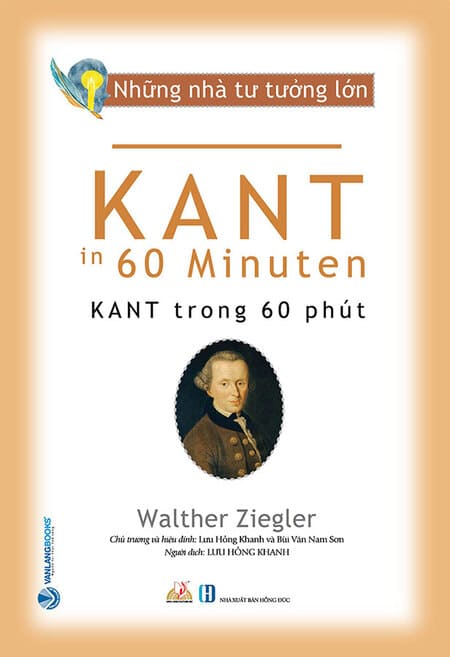 Những nhà tư tưởng lớn
KANT
in 60 Minuten
KANT trong 60 phút
Walther Ziegler
Chủ trương và hiệu đính: Lưu Hồng Khanh và Bùi Văn Nam Sơn
Người dịch: LƯU HỒNG KHANH
VANLANGBOOKS
NHÀ XUẤT BẢN HỒNG ĐỨC